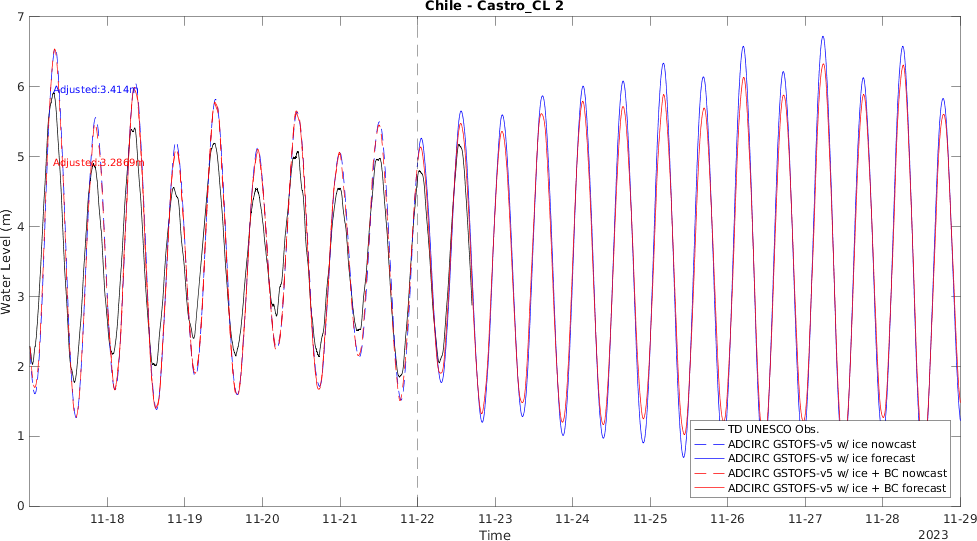 Chile - Castro_CL 2
7
6
5
4
3
2
1
0
Water Level (m)
Adjusted:3.414m
Adjusted:3.2869m
TD UNESCO Obs.
ADCIRC GSTOFS-v5 w/ ice nowcast
ADCIRC GSTOFS-v5 w/ ice forecast
ADCIRC GSTOFS-v5 w/ ice + BC nowcast
ADCIRC GSTOFS-v5 w/ ice + BC forecast
11-18 11-19 11-20 11-21 11-22 11-23 11-24 11-25 11-26 11-27 11-28 11-29
Time
2023